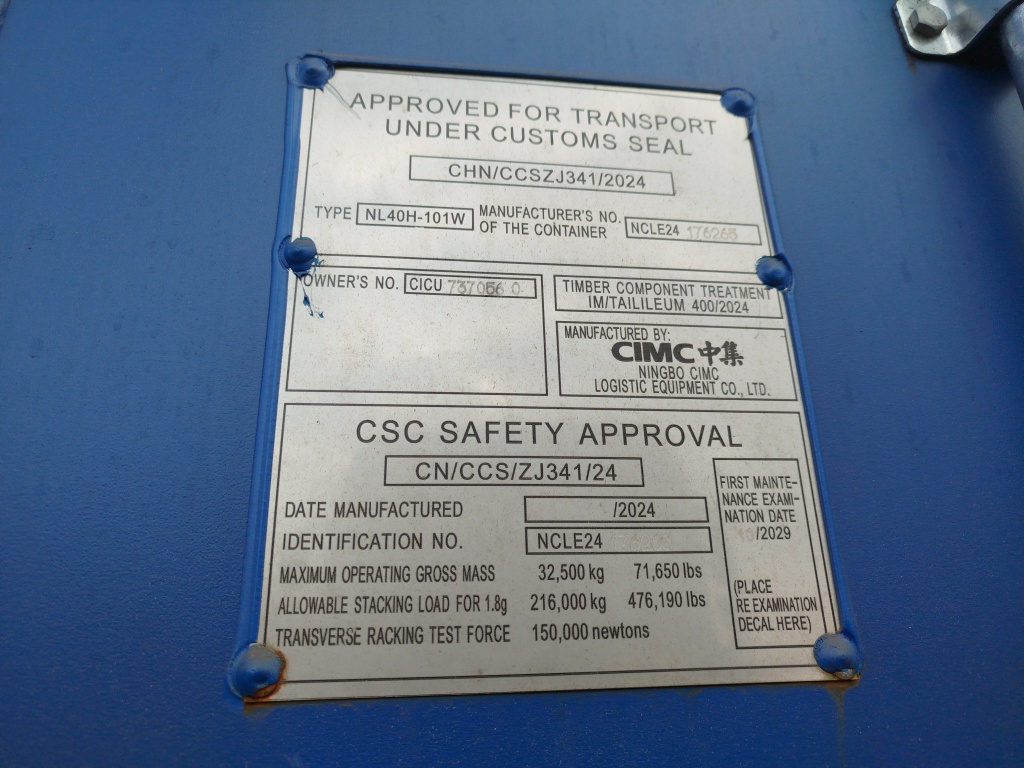 APPROVED FOR TRANSPORT
UNDER CUSTOMS SEAL
CHN/CCSZJ341/2024
TYPE NL40H-101W MANUFACTURER'S NO.
OF THE CONTAINER NCLE24 176265
OWNER'S NO. CICU 737056 0
TIMBER COMPONENT TREATMENT
IM/TAILILEUM 400/2024
MANUFACTURED BY:
CIMC 中集
NINGBO CIMC
LOGISTIC EQUIPMENT CO., LTD.
CSC SAFETY APPROVAL
CN/CCS/ZJ341/24
DATE MANUFACTURED /2024
IDENTIFICATION NO. NCLE24
MAXIMUM OPERATING GROSS MASS 32,500 kg 71,650 lbs
ALLOWABLE STACKING LOAD FOR 1.8g 216,000 kg 476,190 lbs
TRANSVERSE RACKING TEST FORCE 150,000 newtons
FIRST MAINTE-
NANCE EXAMI-
NATION DATE
10/2029
(PLACE
RE EXAMINATION
DECAL HERE)